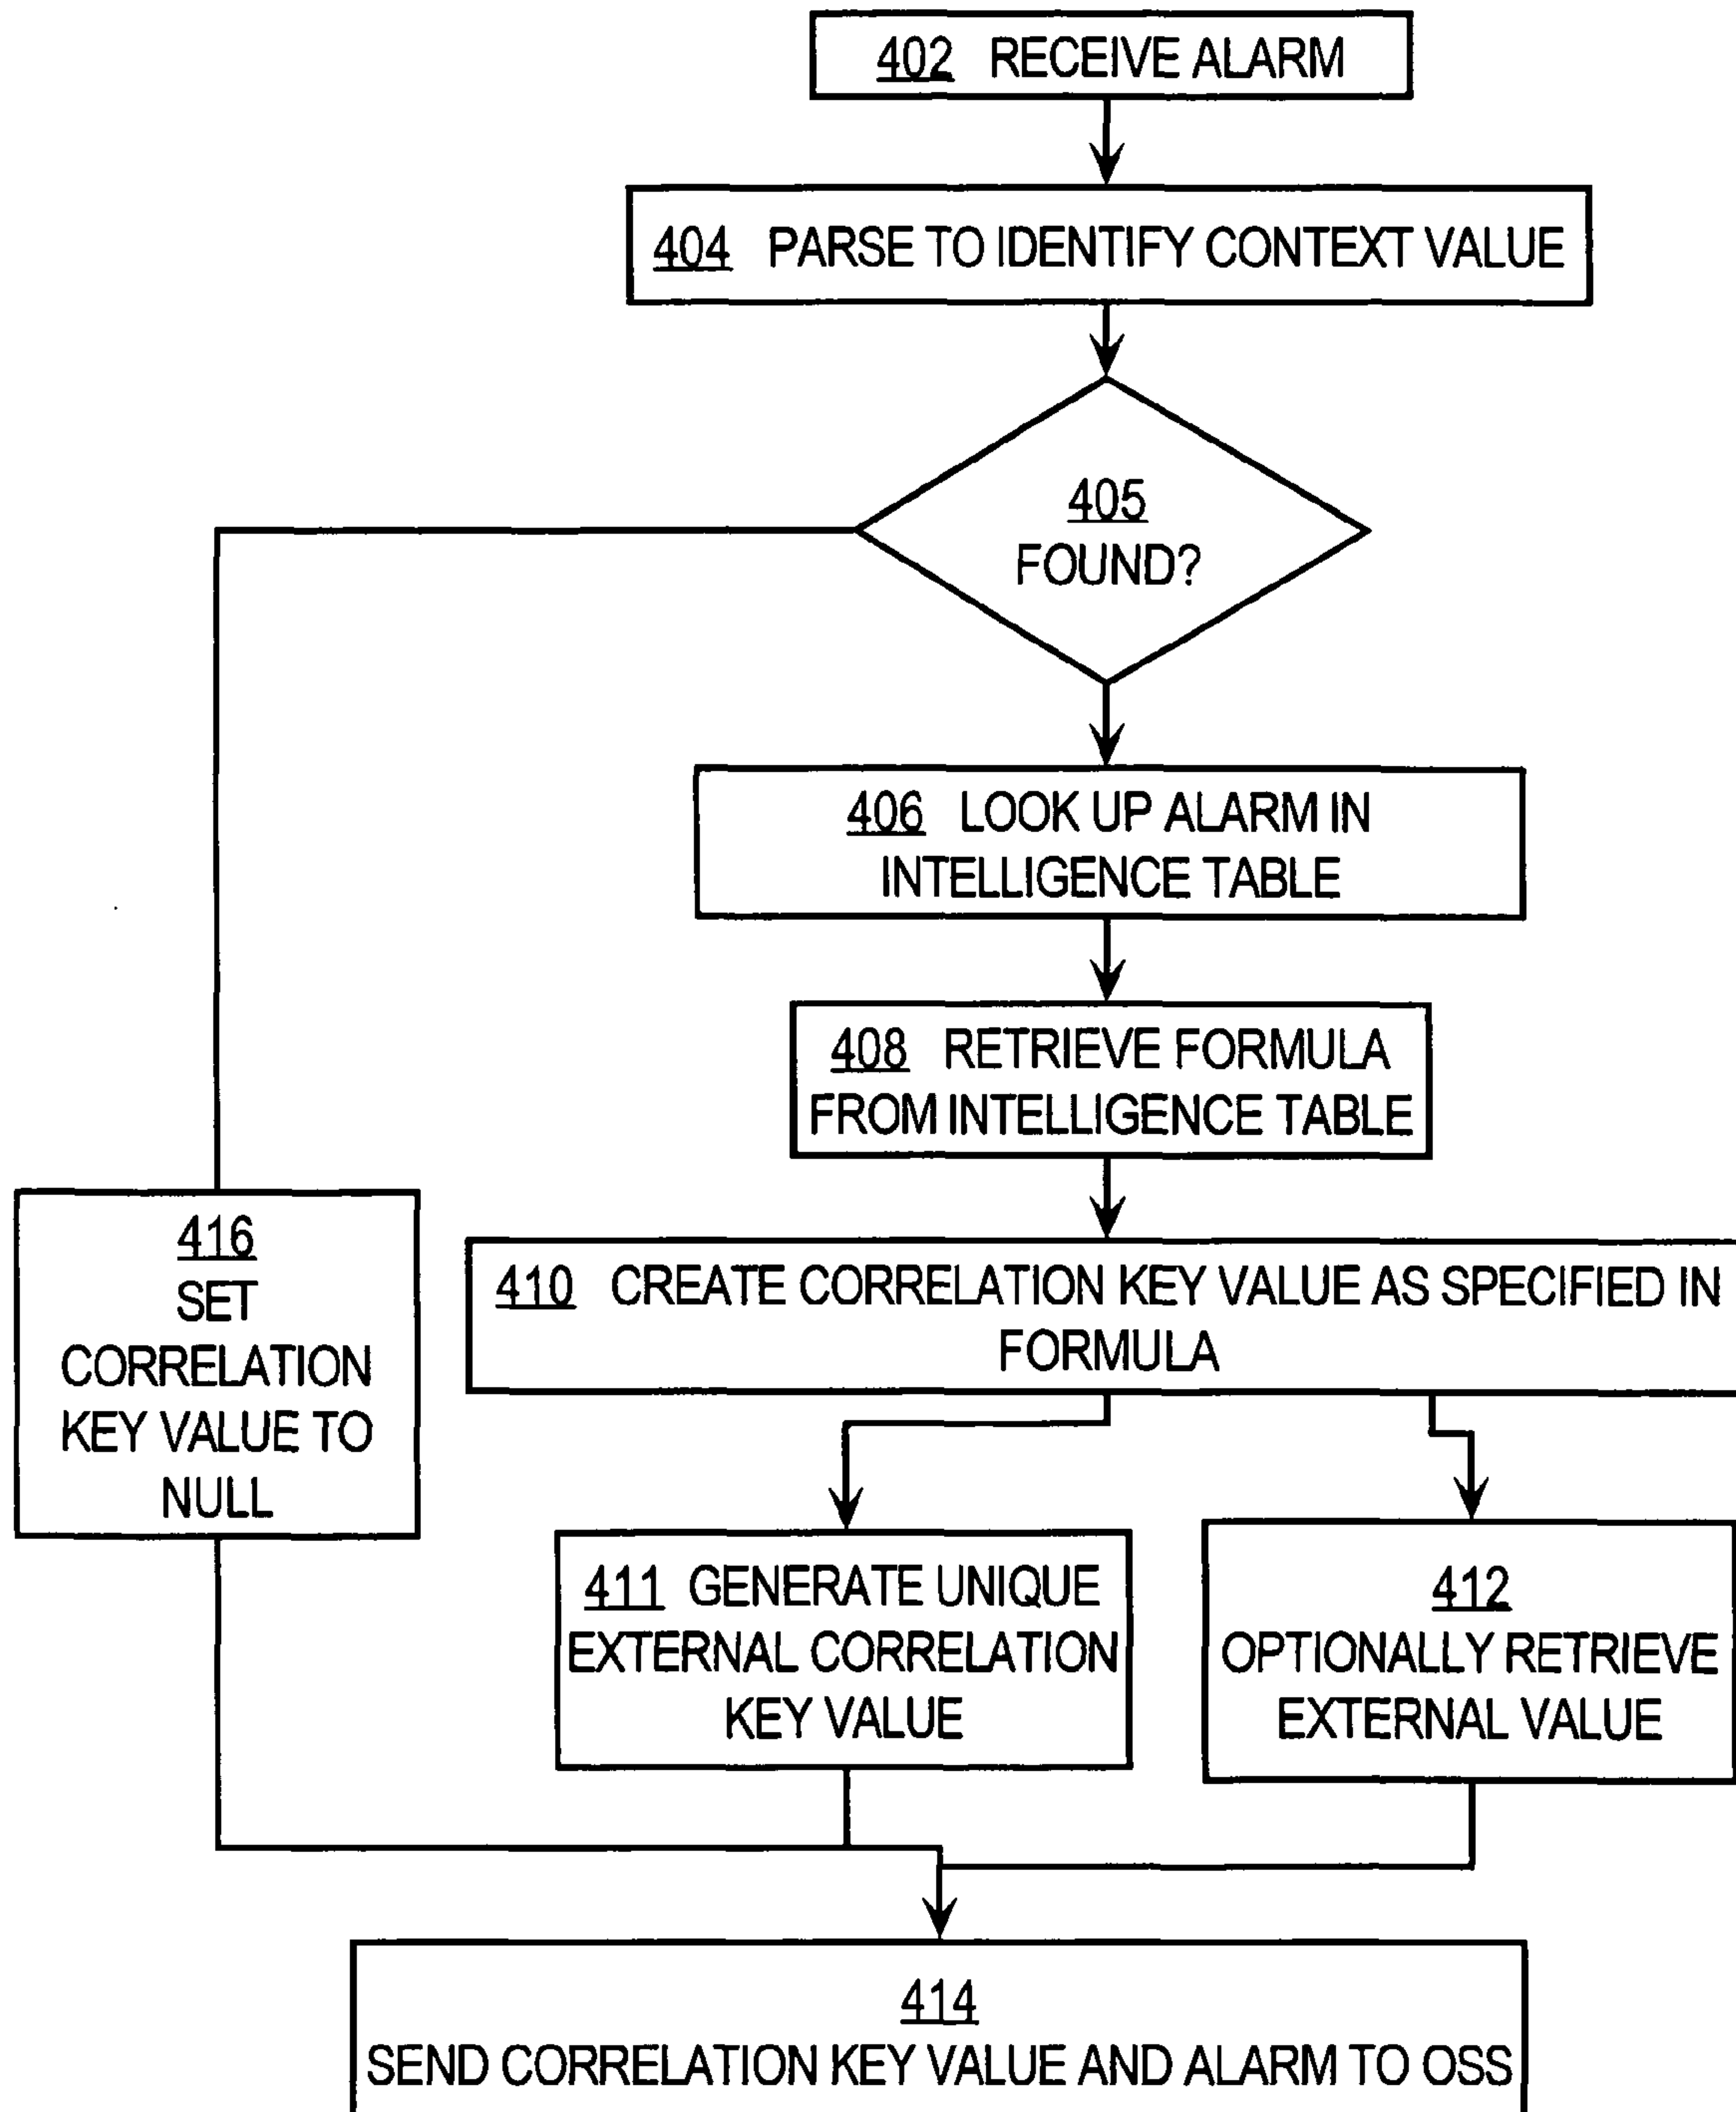 402 RECEIVE ALARM
404 PARSE TO IDENTIFY CONTEXT VALUE
405
FOUND?
406 LOOK UP ALARM IN
INTELLIGENCE TABLE
408 RETRIEVE FORMULA
FROM INTELLIGENCE TABLE
416
SET
CORRELATION
KEY VALUE TO
NULL
410 CREATE CORRELATION KEY VALUE AS SPECIFIED IN
FORMULA
411 GENERATE UNIQUE
EXTERNAL CORRELATION
KEY VALUE
412
OPTIONALLY RETRIEVE
EXTERNAL VALUE
414
SEND CORRELATION KEY VALUE AND ALARM TO OSS